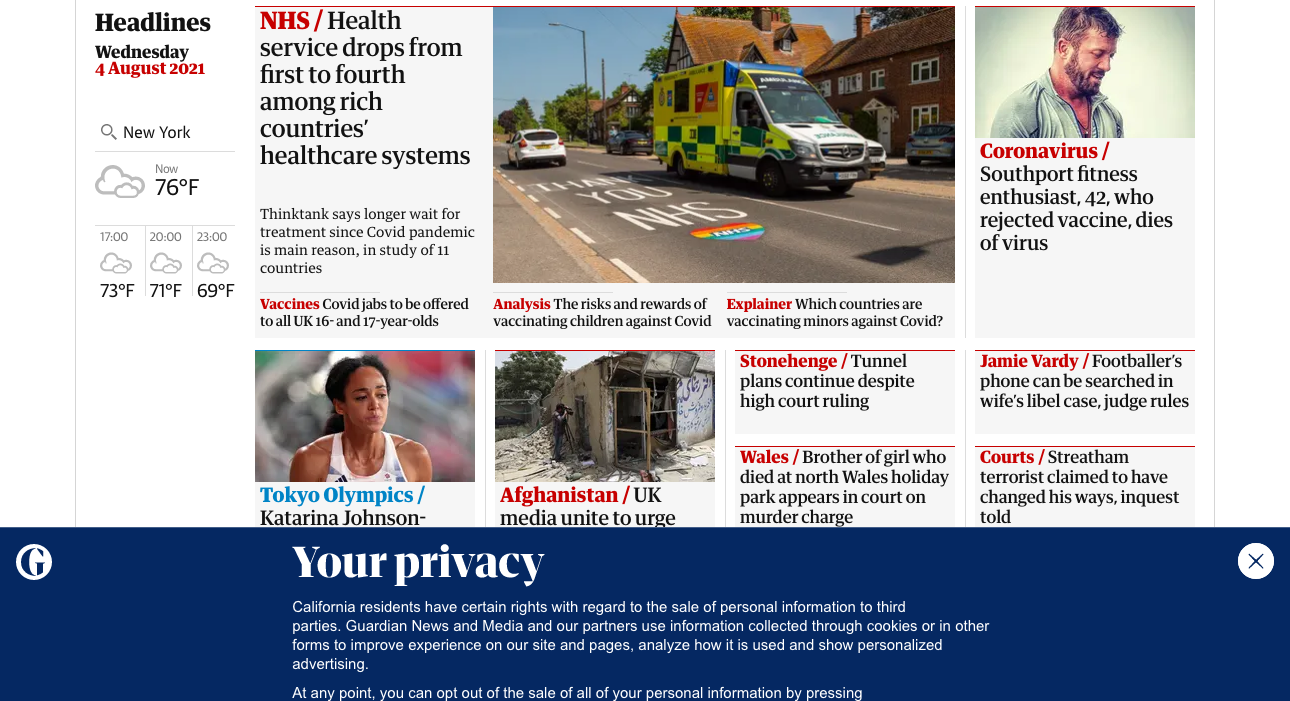 Headlines
Wednesday
4 August 2021
New York
Now
76°F
17:00
20:00
23:00
73°F
71°F
69°F
NHS / Health
service drops from
first to fourth
among rich
countries’
healthcare systems
Thinktank says longer wait for
treatment since Covid pandemic
is main reason, in study of 11
countries
AMBULANCE
THANK
YOU
NHS
NHS
Vaccines Covid jabs to be offered
to all UK 16- and 17-year-olds
Analysis The risks and rewards of
vaccinating children against Covid
Explainer Which countries are
vaccinating minors against Covid?
Coronavirus /
Southport fitness
enthusiast, 42, who
rejected vaccine, dies
of virus
Tokyo Olympics /
Katarina Johnson-
Afghanistan / UK
media unite to urge
Stonehenge / Tunnel
plans continue despite
high court ruling
Wales / Brother of girl who
died at north Wales holiday
park appears in court on
murder charge
Jamie Vardy / Footballer’s
phone can be searched in
wife’s libel case, judge rules
Courts / Streatham
terrorist claimed to have
changed his ways, inquest
told
G
Your privacy
California residents have certain rights with regard to the sale of personal information to third
parties. Guardian News and Media and our partners use information collected through cookies or in other
forms to improve experience on our site and pages, analyze how it is used and show personalized
advertising.
At any point, you can opt out of the sale of all of your personal information by pressing